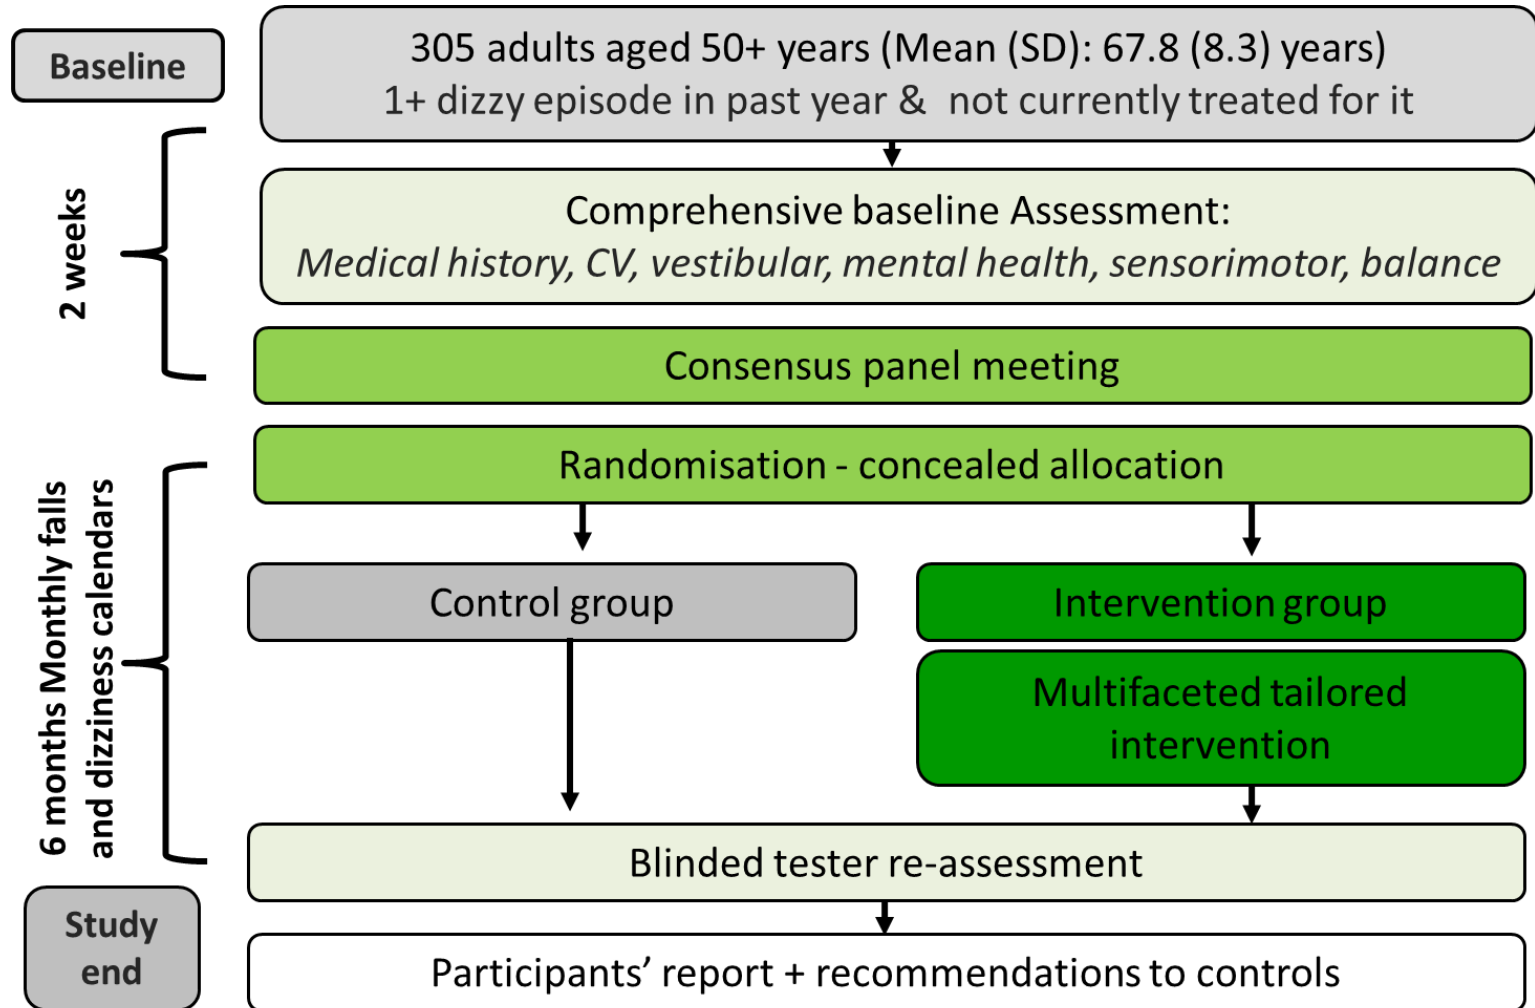 Baseline
305 adults aged 50+ years (Mean (SD): 67.8 (8.3) years)
1+ dizzy episode in past year & not currently treated for it
2 weeks
Comprehensive baseline Assessment:
Medical history, CV, vestibular, mental health, sensorimotor, balance
Consensus panel meeting
6 months Monthly falls
and dizziness calendars
Randomisation - concealed allocation
Control group
Intervention group
Multifaceted tailored
intervention
Blinded tester re-assessment
Study
end
Participants’ report + recommendations to controls